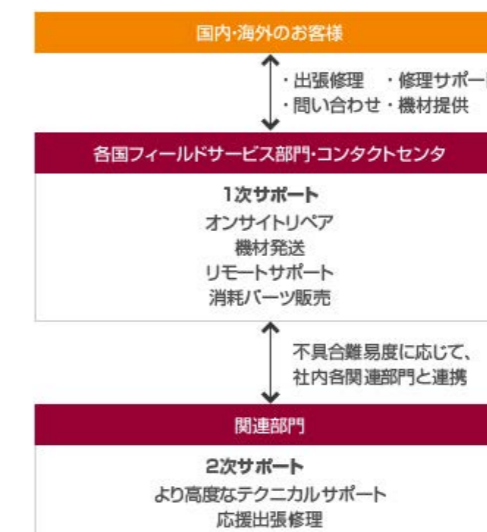 国内・海外のお客様
・出張修理 ・修理サポート
・問い合わせ・機材提供
各国フィールドサービス部門・コンタクトセンタ
1次サポート
オンサイトリペア
機材発送
リモートサポート
消耗パーツ販売
不具合難易度に応じて、
社内各関連部門と連携
関連部門
2次サポート
より高度なテクニカルサポート
応援出張修理